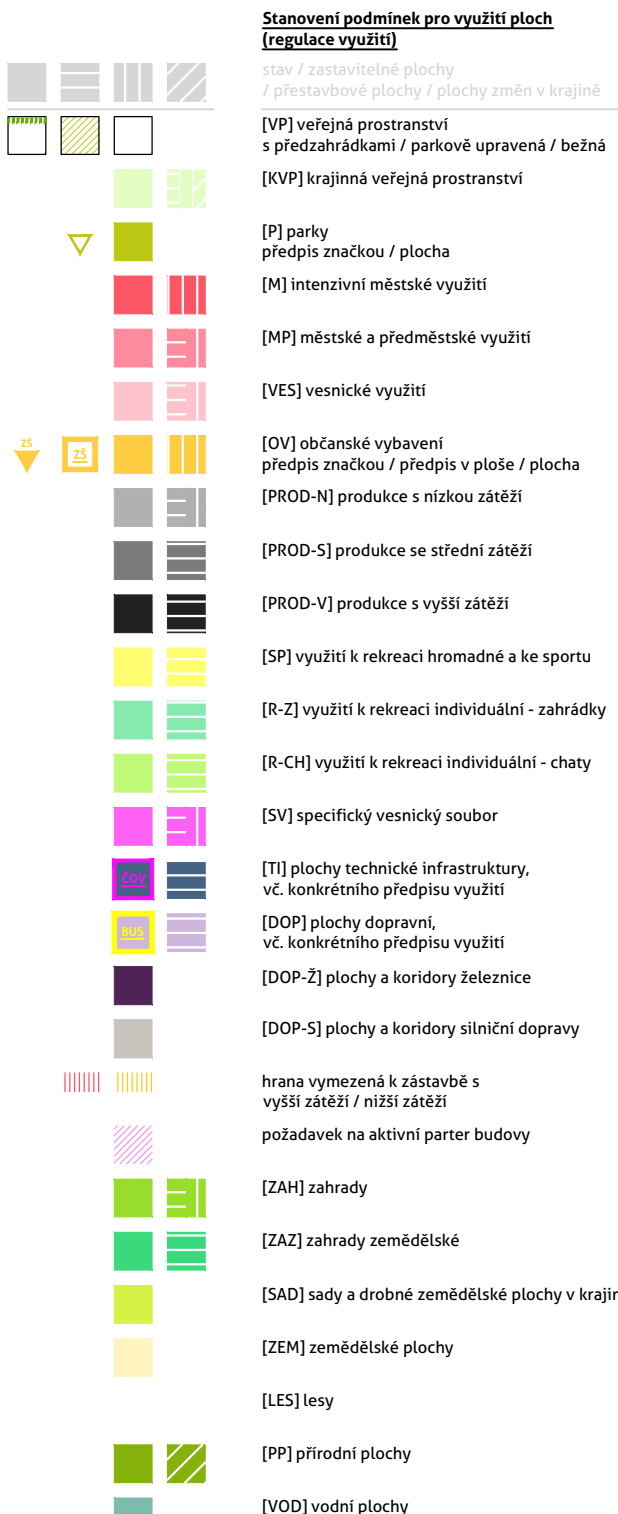 Stanovení podmínek pro využití ploch
(regulace využití)
stav / zastavitelné plochy
/ přestavbové plochy / plochy změn v krajině
[VP] veřejná prostranství
s předzahrádkami / parkově upravená / bežná
[KVP] krajinná veřejná prostranství
[P] parky
předpis značkou / plocha
[M] intenzivní městské využití
[MP] městské a předměstské využití
[VES] vesnické využití
ZŠ
ZŠ
[OV] občanské vybavení
předpis značkou / předpis v ploše / plocha
[PROD-N] produkce s nízkou zátěží
[PROD-S] produkce se střední zátěží
[PROD-V] produkce s vyšší zátěží
[SP] využití k rekreaci hromadné a ke sportu
[R-Z] využití k rekreaci individuální - zahrádky
[R-CH] využití k rekreaci individuální - chaty
[SV] specifický vesnický soubor
ČOV
[TI] plochy technické infrastruktury,
vč. konkrétního předpisu využití
BUS
[DOP] plochy dopravní,
vč. konkrétního předpisu využití
[DOP-Ž] plochy a koridory železnice
[DOP-S] plochy a koridory silniční dopravy
hrana vymezená k zástavbě s
vyšší zátěží / nižší zátěží
požadavek na aktivní parter budovy
[ZAH] zahrady
[ZAZ] zahrady zemědělské
[SAD] sady a drobné zemědělské plochy v
[ZEM] zemědělské plochy
[LES] lesy
[PP] přírodní plochy
[VOD] vodní plochy